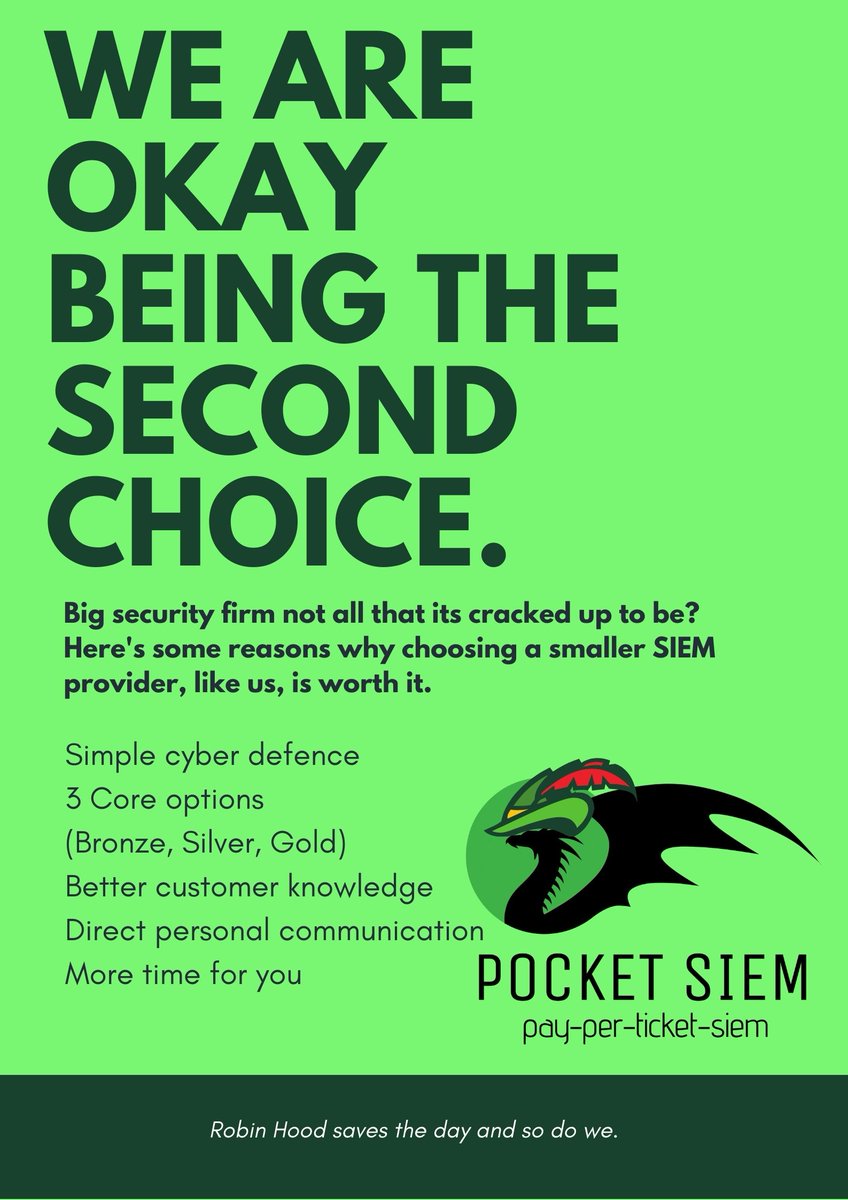 WE ARE
OKAY
BEING THE
SECOND
CHOICE.
Big security firm not all that its cracked up to be?
Here's some reasons why choosing a smaller SIEM
provider, like us, is worth it.
Simple cyber defence
3 Core options
(Bronze, Silver, Gold)
Better customer knowledge
Direct personal communication
More time for you
POCKET SIEM
pay-per-ticket-siem
Robin Hood saves the day and so do we.